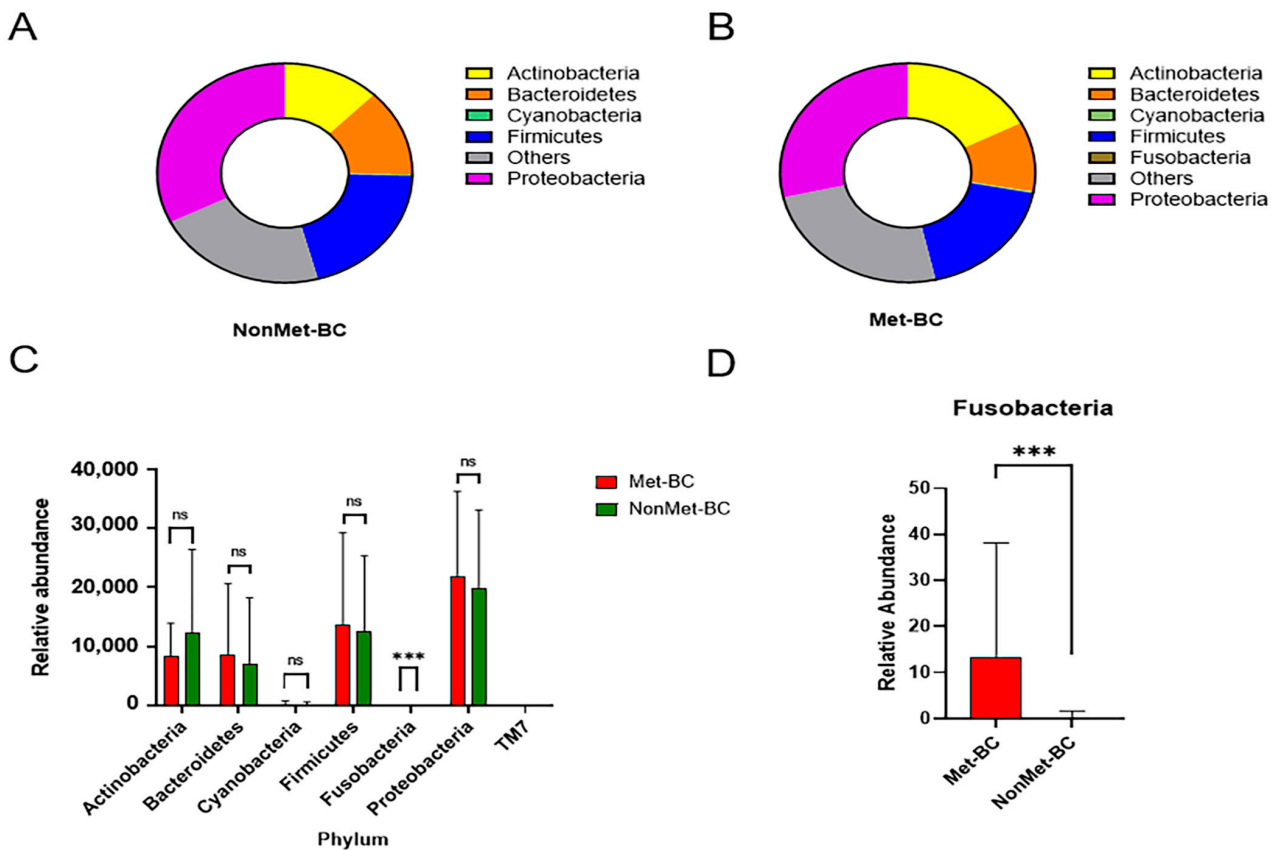 A
Actinobacteria
Bacteroidetes
Cyanobacteria
Firmicutes
Others
Proteobacteria
NonMet-BC
B
Actinobacteria
Bacteroidetes
Cyanobacteria
Firmicutes
Fusobacteria
Others
Proteobacteria
Met-BC
C
Relative abundance
40,000
30,000
20,000
10,000
0
ns
ns
ns
ns
***
ns
Actinobacteria
Bacteroidetes
Cyanobacteria
Firmicutes
Fusobacteria
Proteobacteria
TM7
Phylum
Met-BC
NonMet-BC
D
Fusobacteria
***
Relative Abundance
50
40
30
20
10
0
Met-BC
NonMet-BC